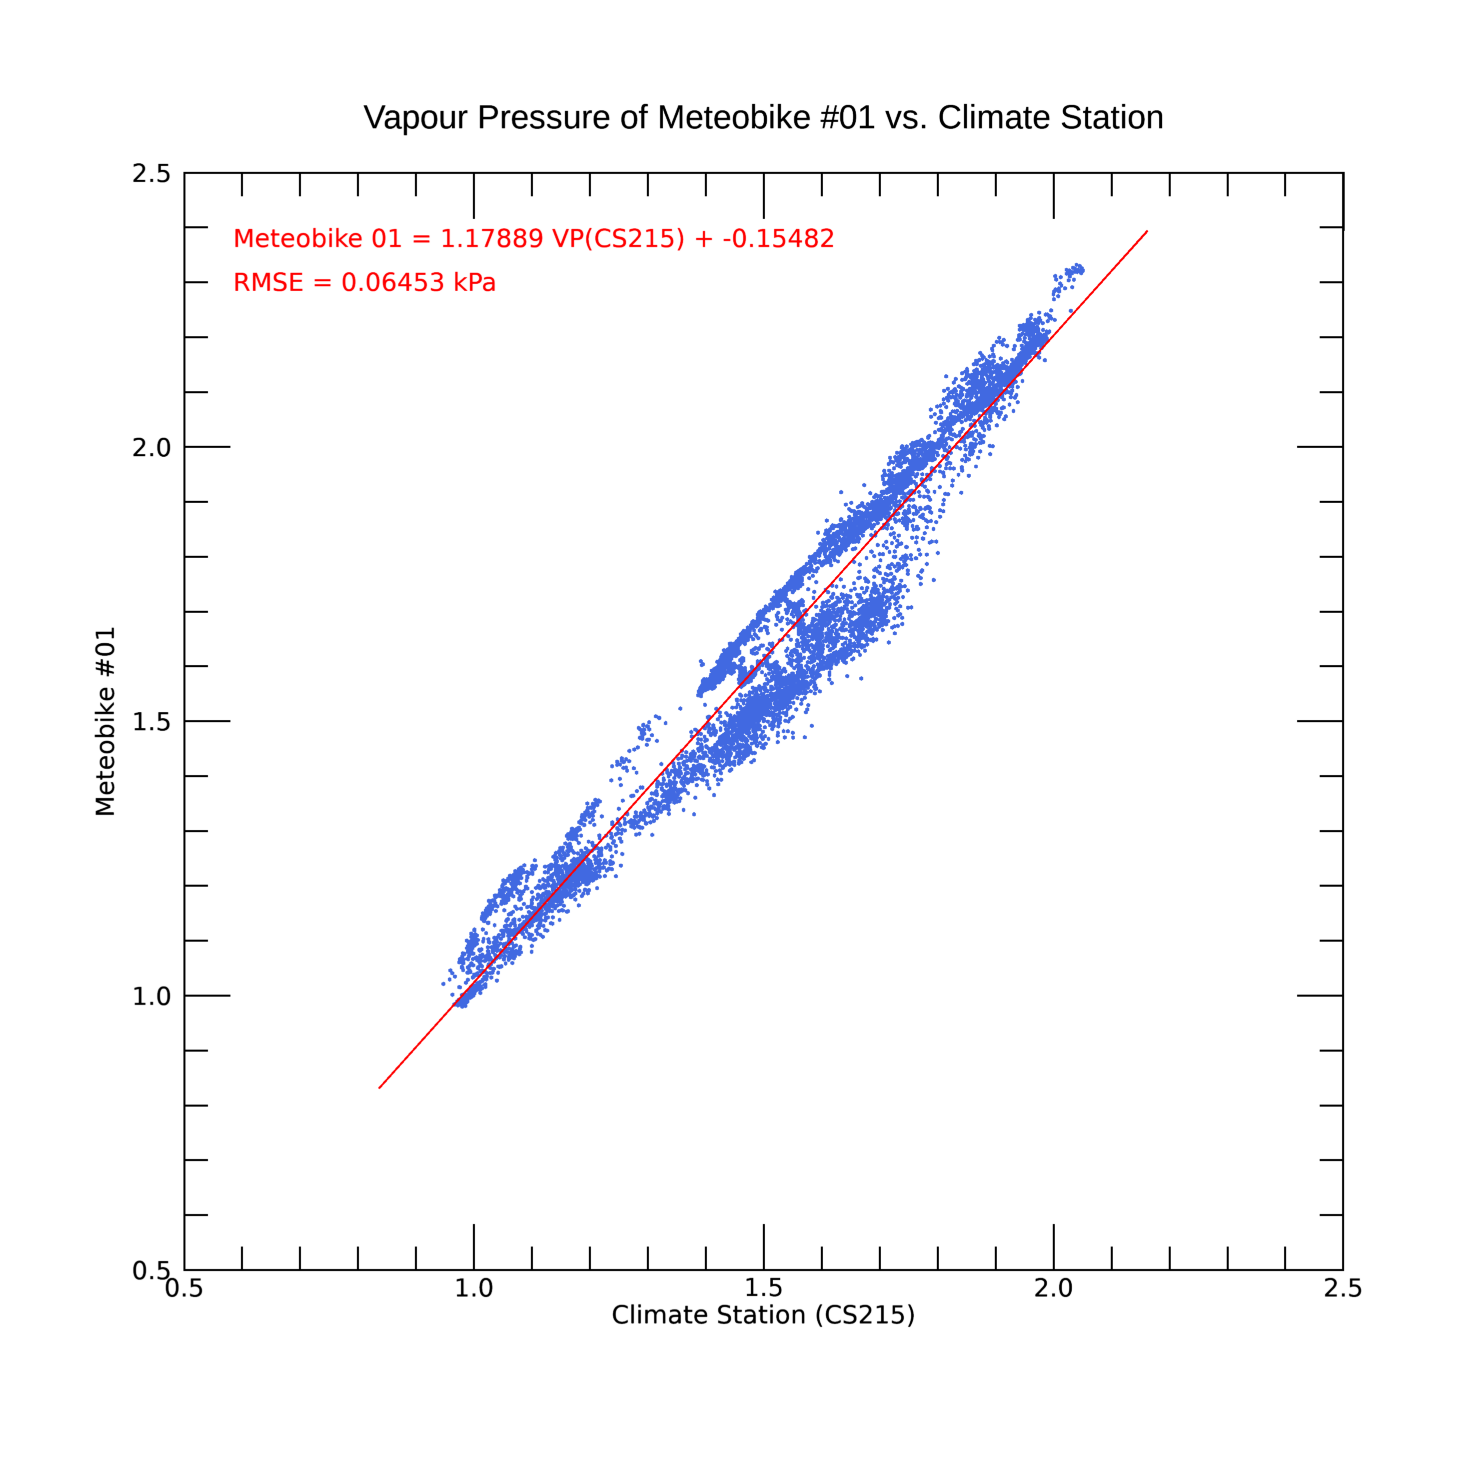 Vapour Pressure of Meteobike #01 vs. Climate Station
2.5
Meteobike 01 = 1.17889 VP(CS215) + -0.15482
RMSE = 0.06453 kPa
2.0
1.5
1.0
0.5
Meteobike #01
0.5 1.0 1.5 2.0 2.5
Climate Station (CS215)